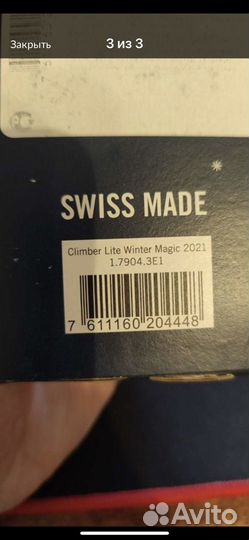 Закрыть
3 из 3
SWISS MADE
Climber Lite Winter Magic 2021
1.7904.3E1
7 611160 204448
Avito